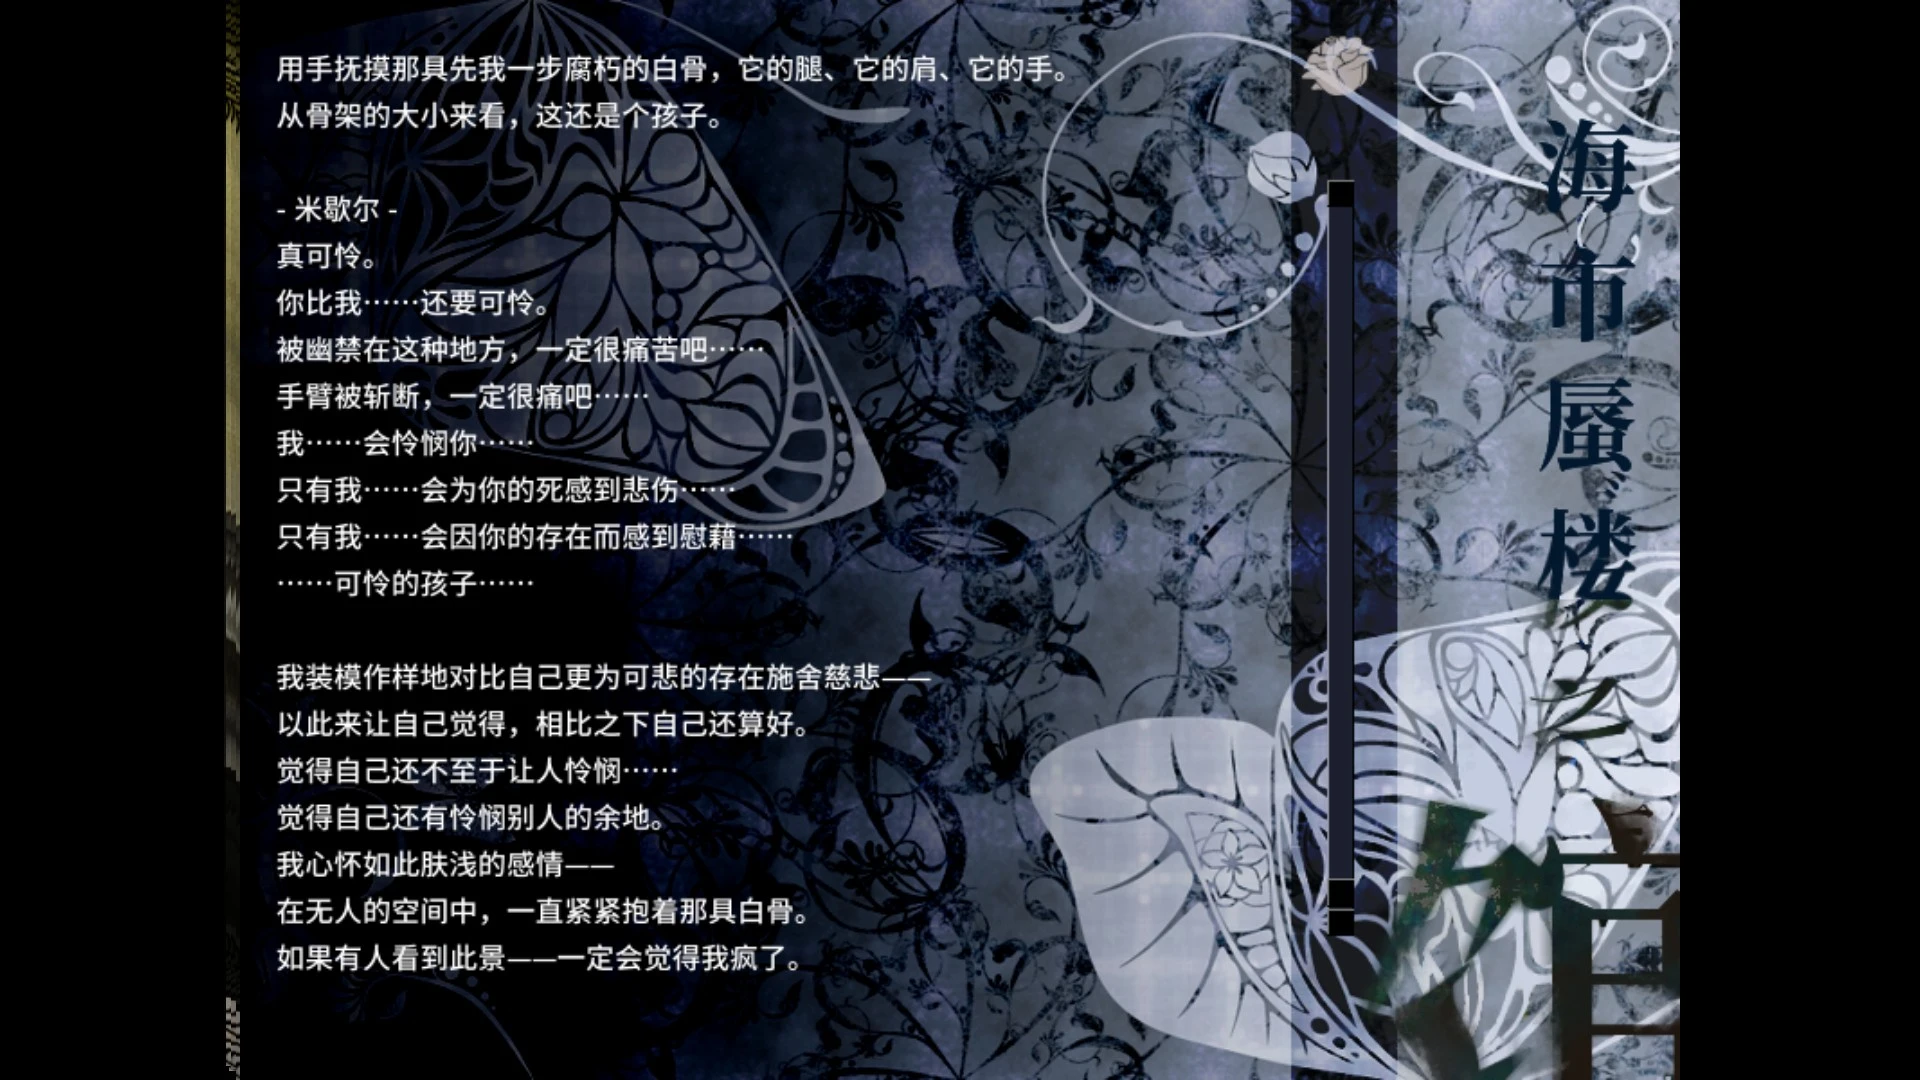 用手抚摸那具先我一步腐朽的白骨，它的腿、它的肩、它的手。
从骨架的大小来看，这还是个孩子。
- 米歇尔 -
真可怜。
你比我……还要可怜。
被幽禁在这种地方，一定很痛苦吧……
手臂被斩断，一定很痛吧……
我……会怜悯你……
只有我……会为你的死感到悲伤……
只有我……会因你的存在而感到慰藉……
……可怜的孩子……
我装模作样地对比自己更为可悲的存在施舍慈悲——
以此来让自己觉得，相比之下自己还算好。
觉得自己还不至于让人怜悯……
觉得自己还有怜悯别人的余地。
我心怀如此肤浅的感情——
在无人的空间中，一直紧紧抱着那具白骨。
如果有人看到此景——一定会觉得我疯了。
海市蜃楼之馆